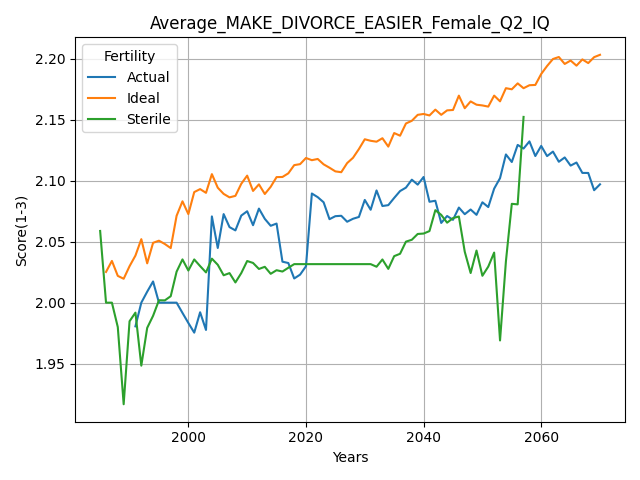 Average_MAKE_DIVORCE_EASIER_Female_Q2_IQ
Fertility
Actual
Ideal
Sterile
Score(1-3)
2.20
2.15
2.10
2.05
2.00
1.95
2000
2020
2040
2060
Years